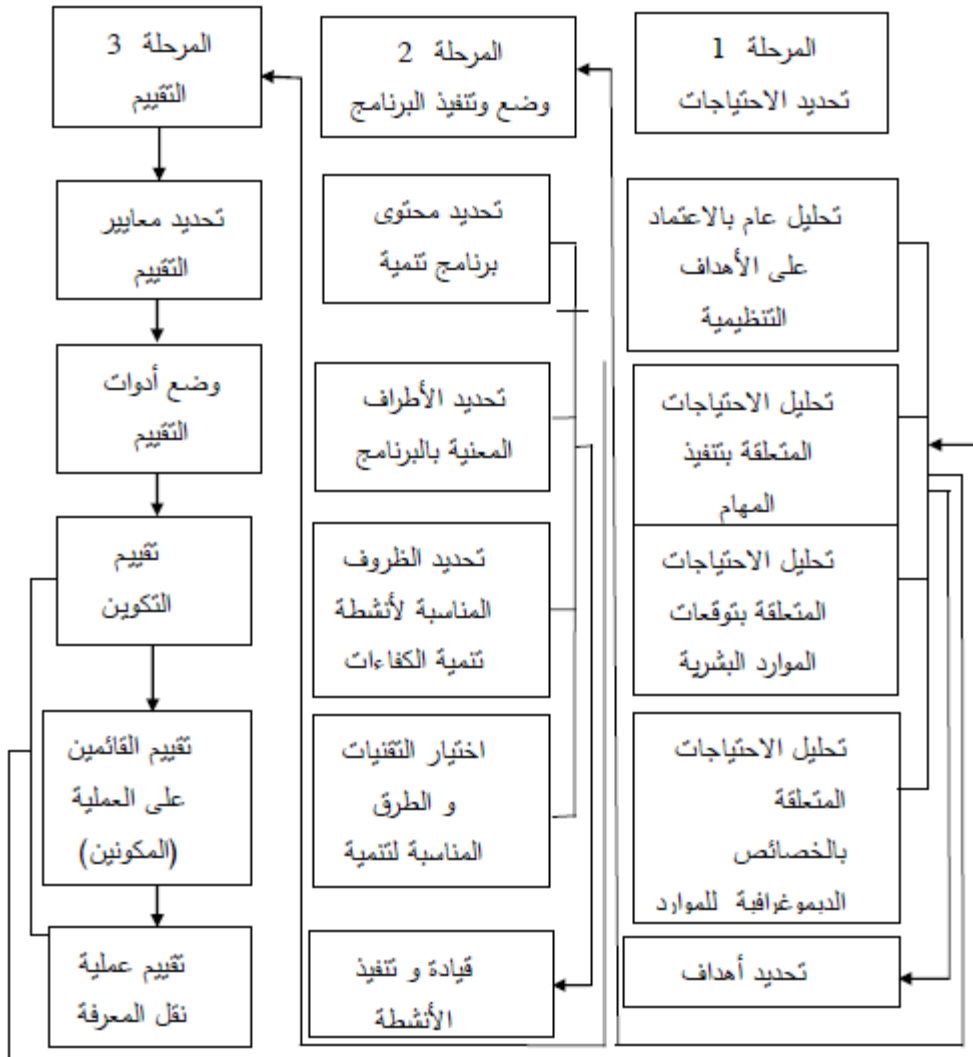 المرحلة 1
تحديد الاحتياجات
تحليل عام بالاعتماد
على الأهداف
التنظيمية
تحليل الاحتياجات
المتعلقة بتنفيذ
المهام
تحليل الاحتياجات
المتعلقة بتوقعات
الموارد البشرية
تحليل الاحتياجات
المتعلقة
بالخصائص
الديموغرافية للموارد
تحديد أهداف
المرحلة 2
وضع وتنفيذ البرنامج
تحديد محتوى
برنامج تنمية
تحديد الأطراف
المعنية بالبرنامج
تحديد الظروف
المناسبة لأنشطة
تنمية الكفاءات
اختيار التقنيات
و الطرق
المناسبة لتنمية
قيادة و تنفيذ
الأنشطة
المرحلة 3
التقييم
تحديد معايير
التقييم
وضع أدوات
التقييم
تقييم
التكوين
تقييم القائمين
على العملية
(المكونين)
تقييم عملية
نقل المعرفة